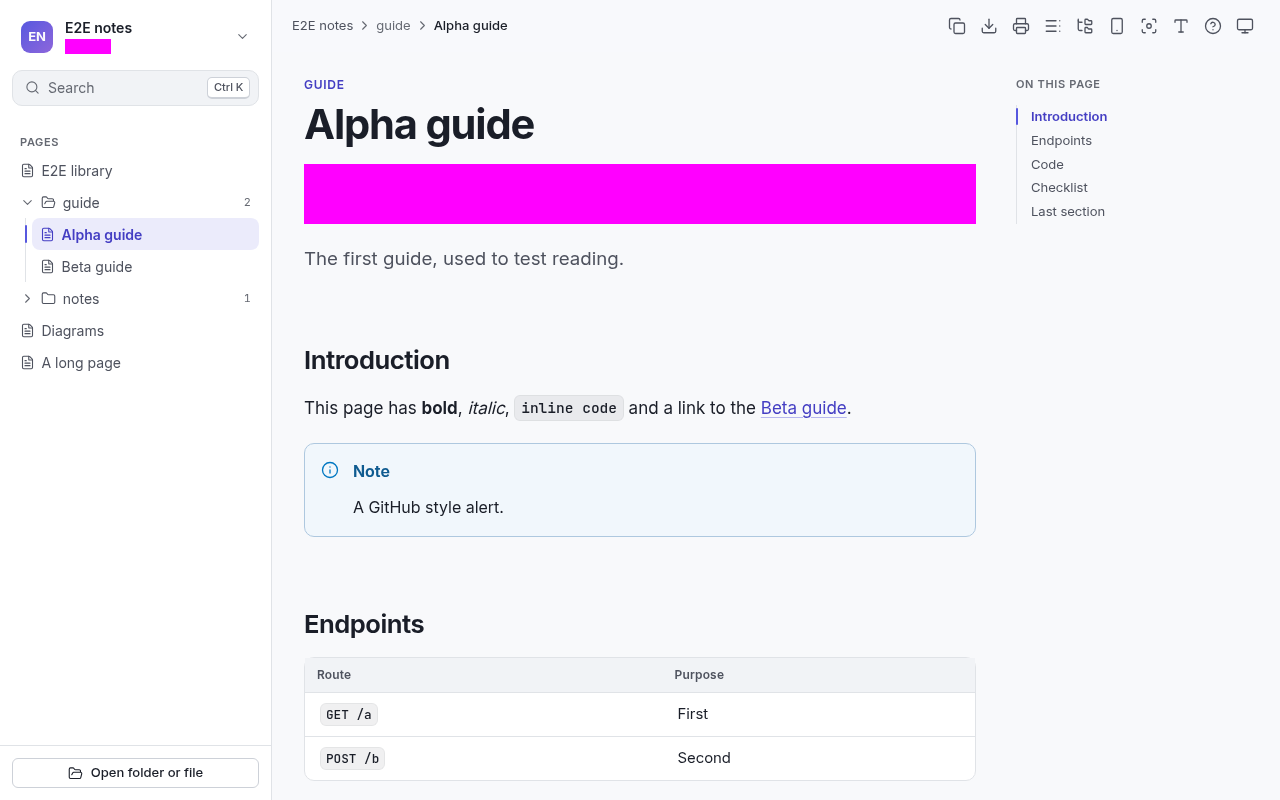 EN
E2E notes
Search
Ctrl K
PAGES
E2E library
guide 2
Alpha guide
Beta guide
notes 1
Diagrams
A long page
Open folder or file
E2E notes guide Alpha guide
GUIDE
Alpha guide
The first guide, used to test reading.
Introduction
This page has bold, italic, inline code and a link to the Beta guide.
Note
A GitHub style alert.
Endpoints
Route Purpose
GET /a First
POST /b Second
ON THIS PAGE
Introduction
Endpoints
Code
Checklist
Last section